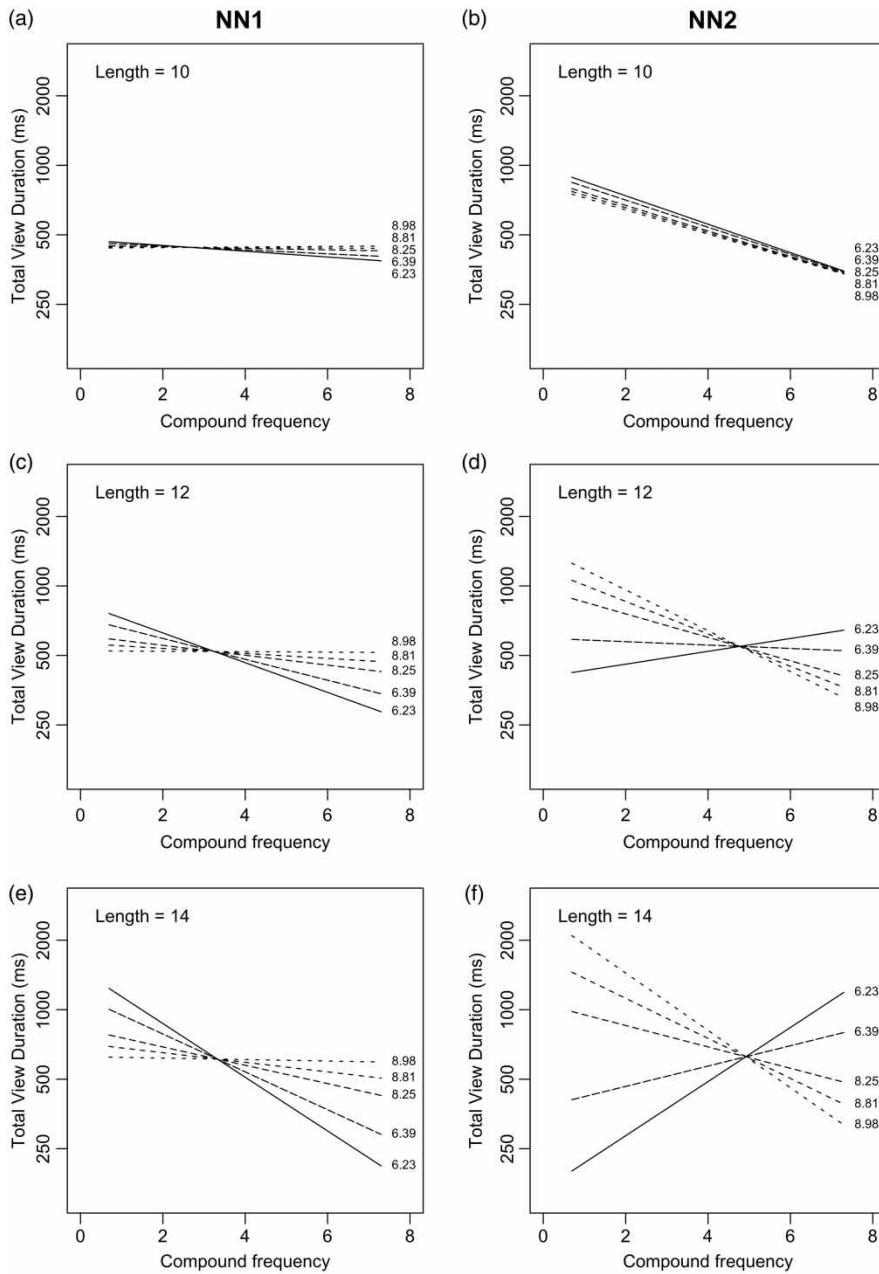 NN1
NN2
(a)
Length = 10
Total View Duration (ms)
2000
1000
500
250
8.98
8.81
8.25
6.39
6.23
0 2 4 6 8
Compound frequency
(b)
Length = 10
Total View Duration (ms)
2000
1000
500
250
6.23
6.39
8.25
8.81
8.98
0 2 4 6 8
Compound frequency
(c)
Length = 12
Total View Duration (ms)
2000
1000
500
250
8.98
8.81
8.25
6.39
6.23
0 2 4 6 8
Compound frequency
(d)
Length = 12
Total View Duration (ms)
2000
1000
500
250
6.23
6.39
8.25
8.81
8.98
0 2 4 6 8
Compound frequency
(e)
Length = 14
Total View Duration (ms)
2000
1000
500
250
8.98
8.81
8.25
6.39
6.23
0 2 4 6 8
Compound frequency
(f)
Length = 14
Total View Duration (ms)
2000
1000
500
250
6.23
6.39
8.25
8.81
8.98
0 2 4 6 8
Compound frequency